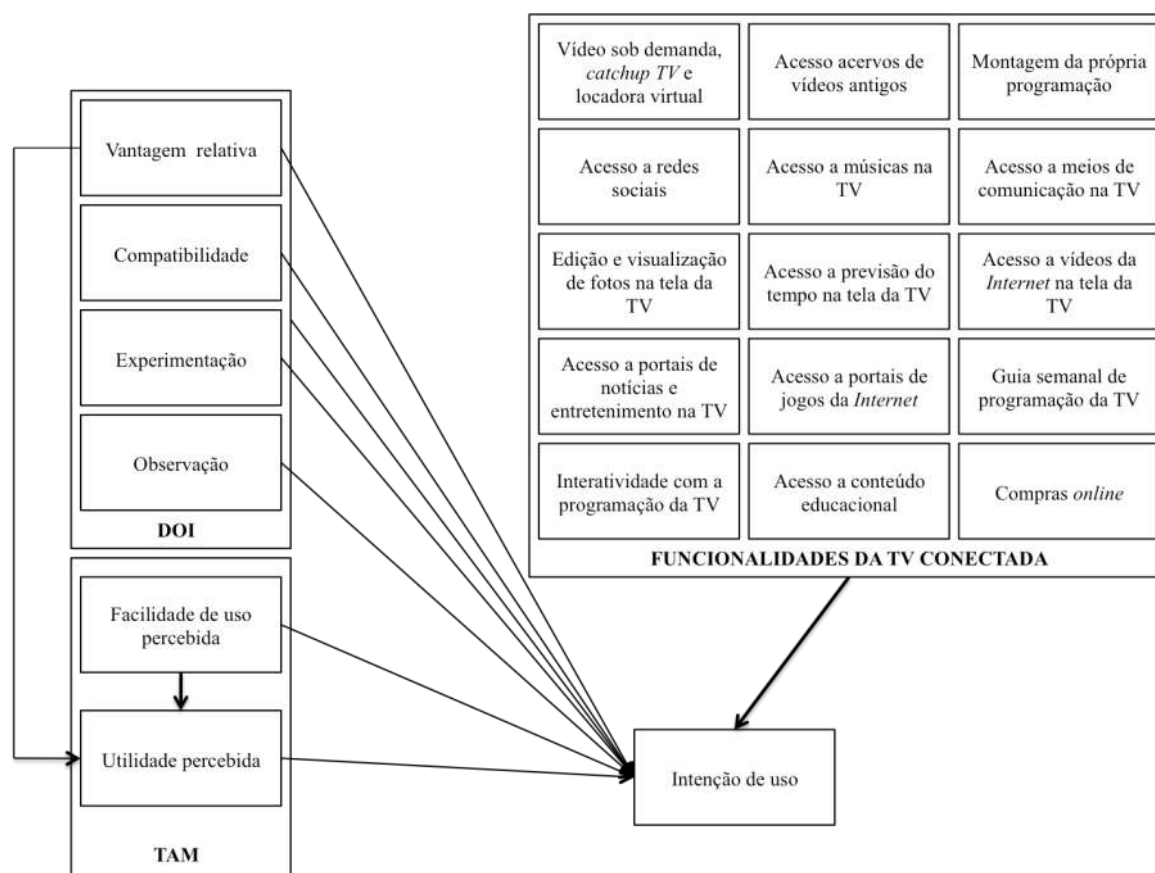 Vantagem relativa
Compatibilidade
Experimentação
Observação
DOI
Facilidade de uso
percebida
Utilidade percebida
TAM
Vídeo sob demanda,
catchup TV e
locadora virtual
Acesso acervos de
vídeos antigos
Montagem da própria
programação
Acesso a redes
sociais
Acesso a músicas na
TV
Acesso a meios de
comunicação na TV
Edição e visualização
de fotos na tela da
TV
Acesso a previsão do
tempo na tela da TV
Acesso a vídeos da
Internet na tela da
TV
Acesso a portais de
notícias e
entretenimento na TV
Acesso a portais de
jogos da Internet
Guia semanal de
programação da TV
Interatividade com a
programação da TV
Acesso a conteúdo
educacional
Compras online
FUNCIONALIDADES DA TV CONECTADA
Intenção de uso